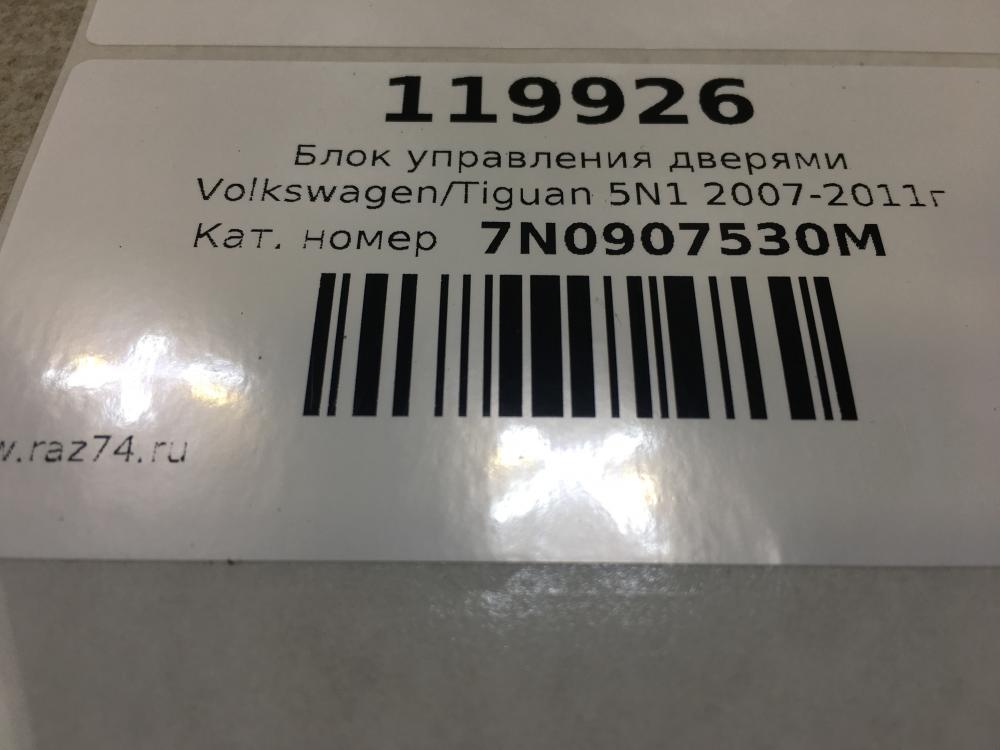 119926
Блок управления дверями
Volkswagen/Tiguan 5N1 2007-2011г
Кат. номер 7N0907530M
w.raz74.ru